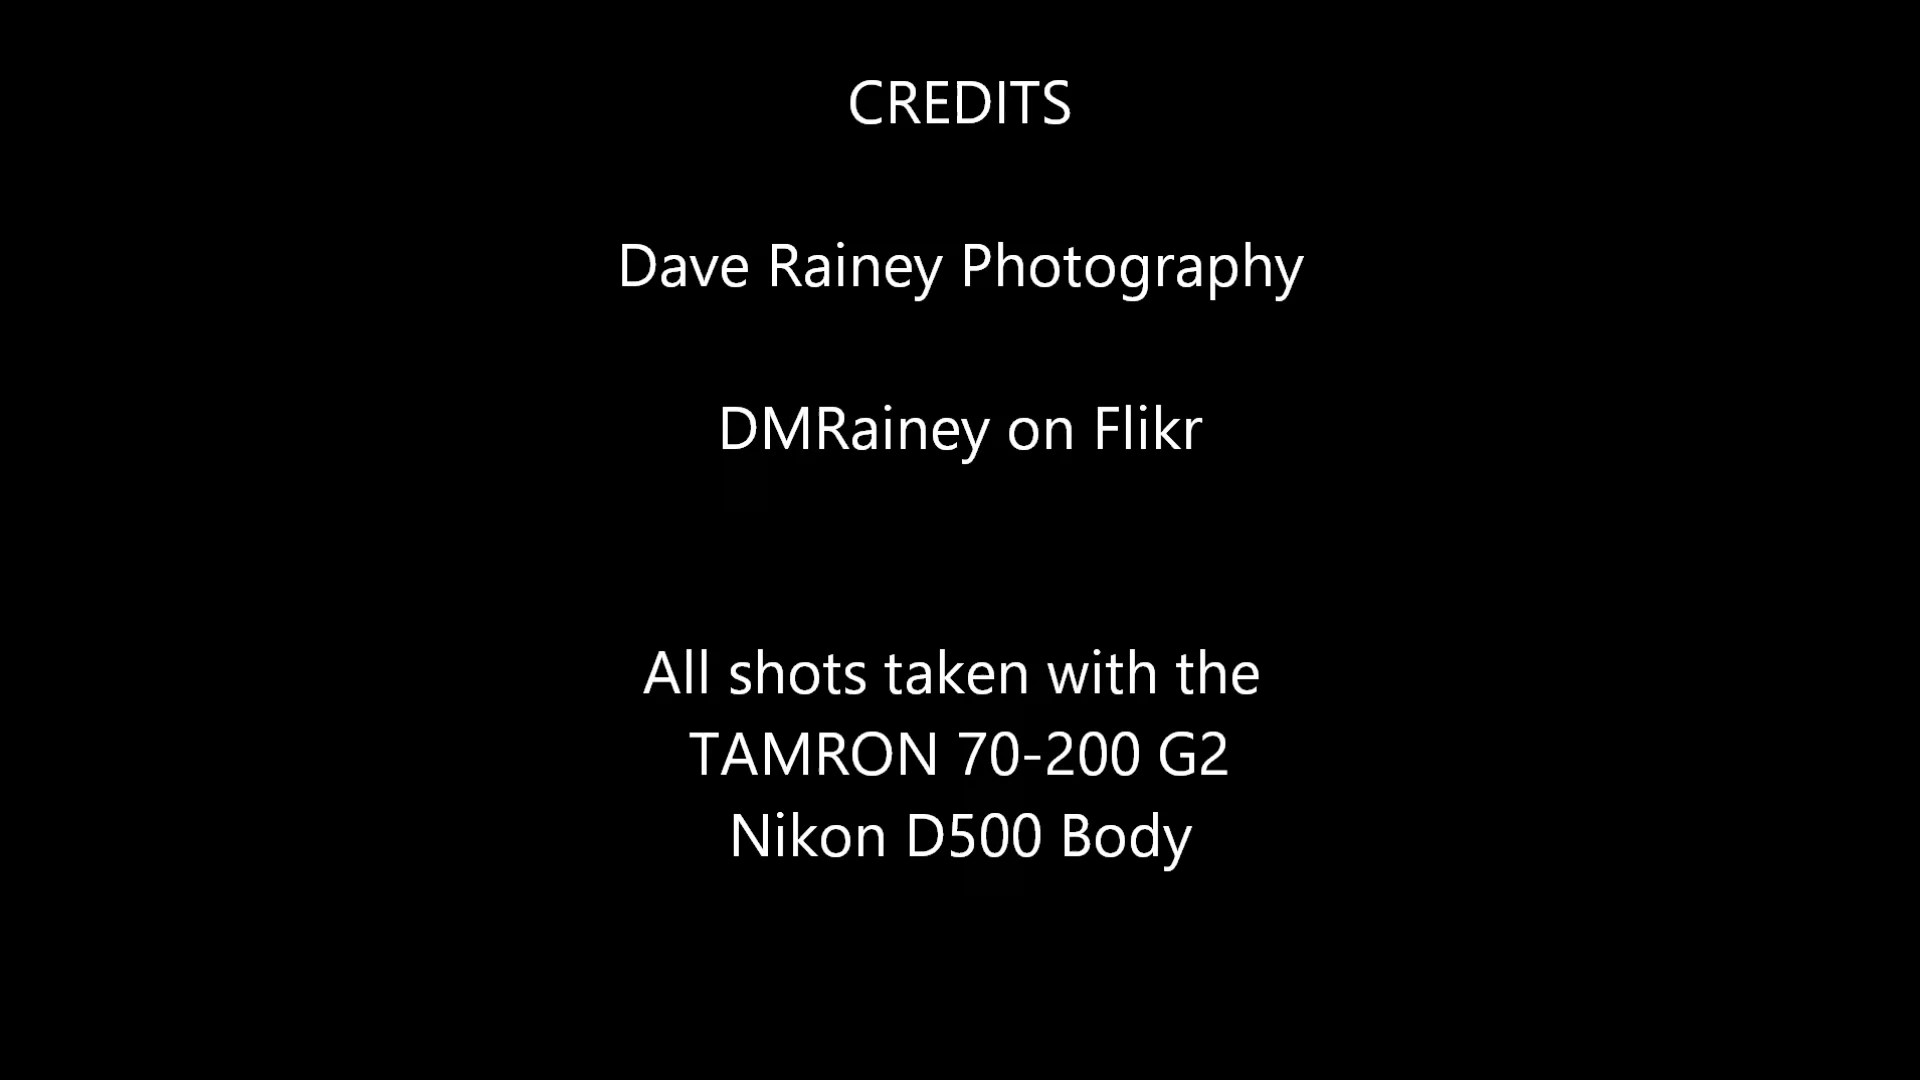 CREDITS
Dave Rainey Photography
DMRainey on Flikr
All shots taken with the
TAMRON 70-200 G2
Nikon D500 Body